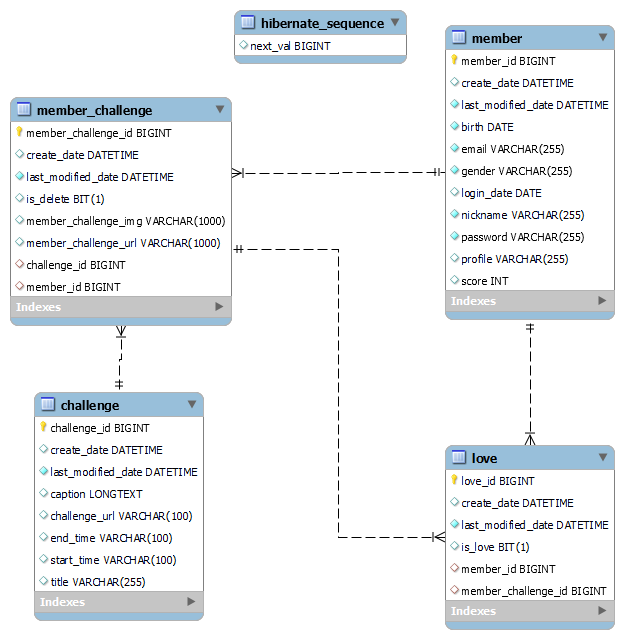 hibernate_sequence
next_val BIGINT
member
member_id BIGINT
create_date DATETIME
last_modified_date DATETIME
birth DATE
email VARCHAR(255)
gender VARCHAR(255)
login_date DATE
nickname VARCHAR(255)
password VARCHAR(255)
profile VARCHAR(255)
score INT
Indexes
member_challenge
member_challenge_id BIGINT
create_date DATETIME
last_modified_date DATETIME
is_delete BIT(1)
member_challenge_img VARCHAR(1000)
member_challenge_url VARCHAR(1000)
challenge_id BIGINT
member_id BIGINT
Indexes
challenge
challenge_id BIGINT
create_date DATETIME
last_modified_date DATETIME
caption LONGTEXT
challenge_url VARCHAR(100)
end_time VARCHAR(100)
start_time VARCHAR(100)
title VARCHAR(255)
Indexes
love
love_id BIGINT
create_date DATETIME
last_modified_date DATETIME
is_love BIT(1)
member_id BIGINT
member_challenge_id BIGINT
Indexes